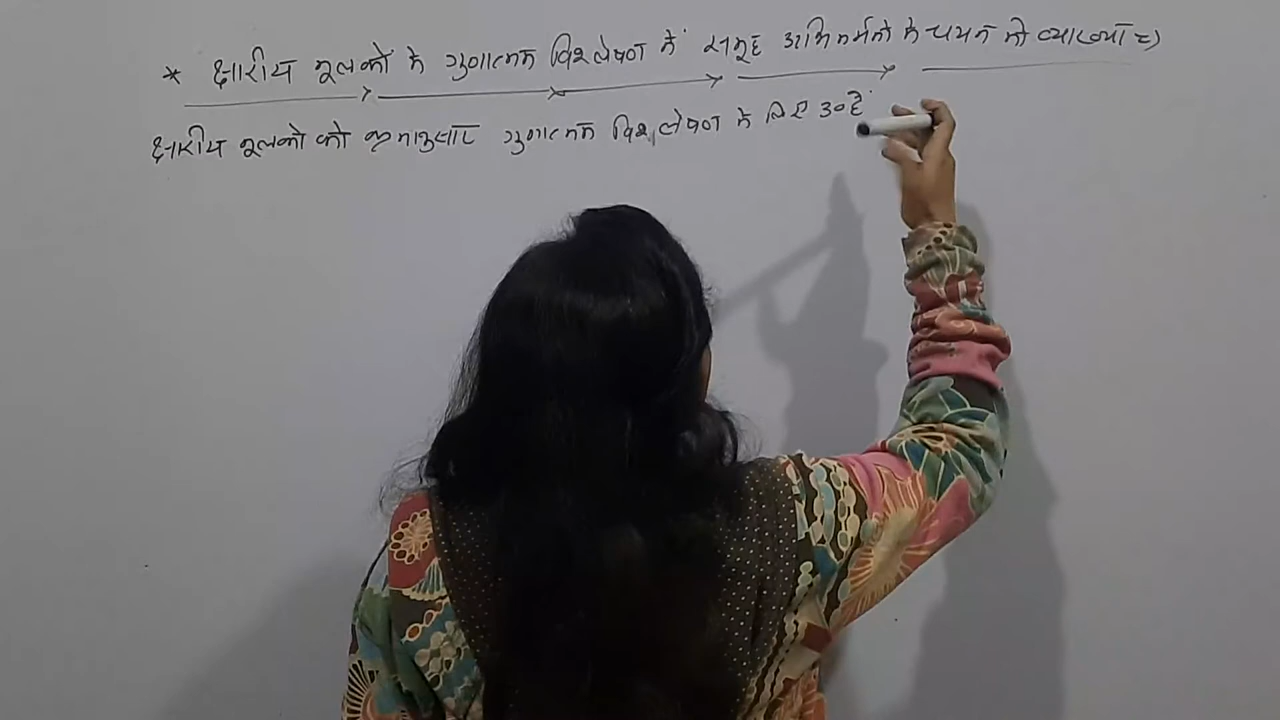 * क्षारीय मूलकों के गुणात्मक विश्लेषण में समूह अभिकर्मकों के चयन की व्याख्या =)
क्षारीय मूलकों को क्रमानुसार गुणात्मक विश्लेषण के लिए उन्हें